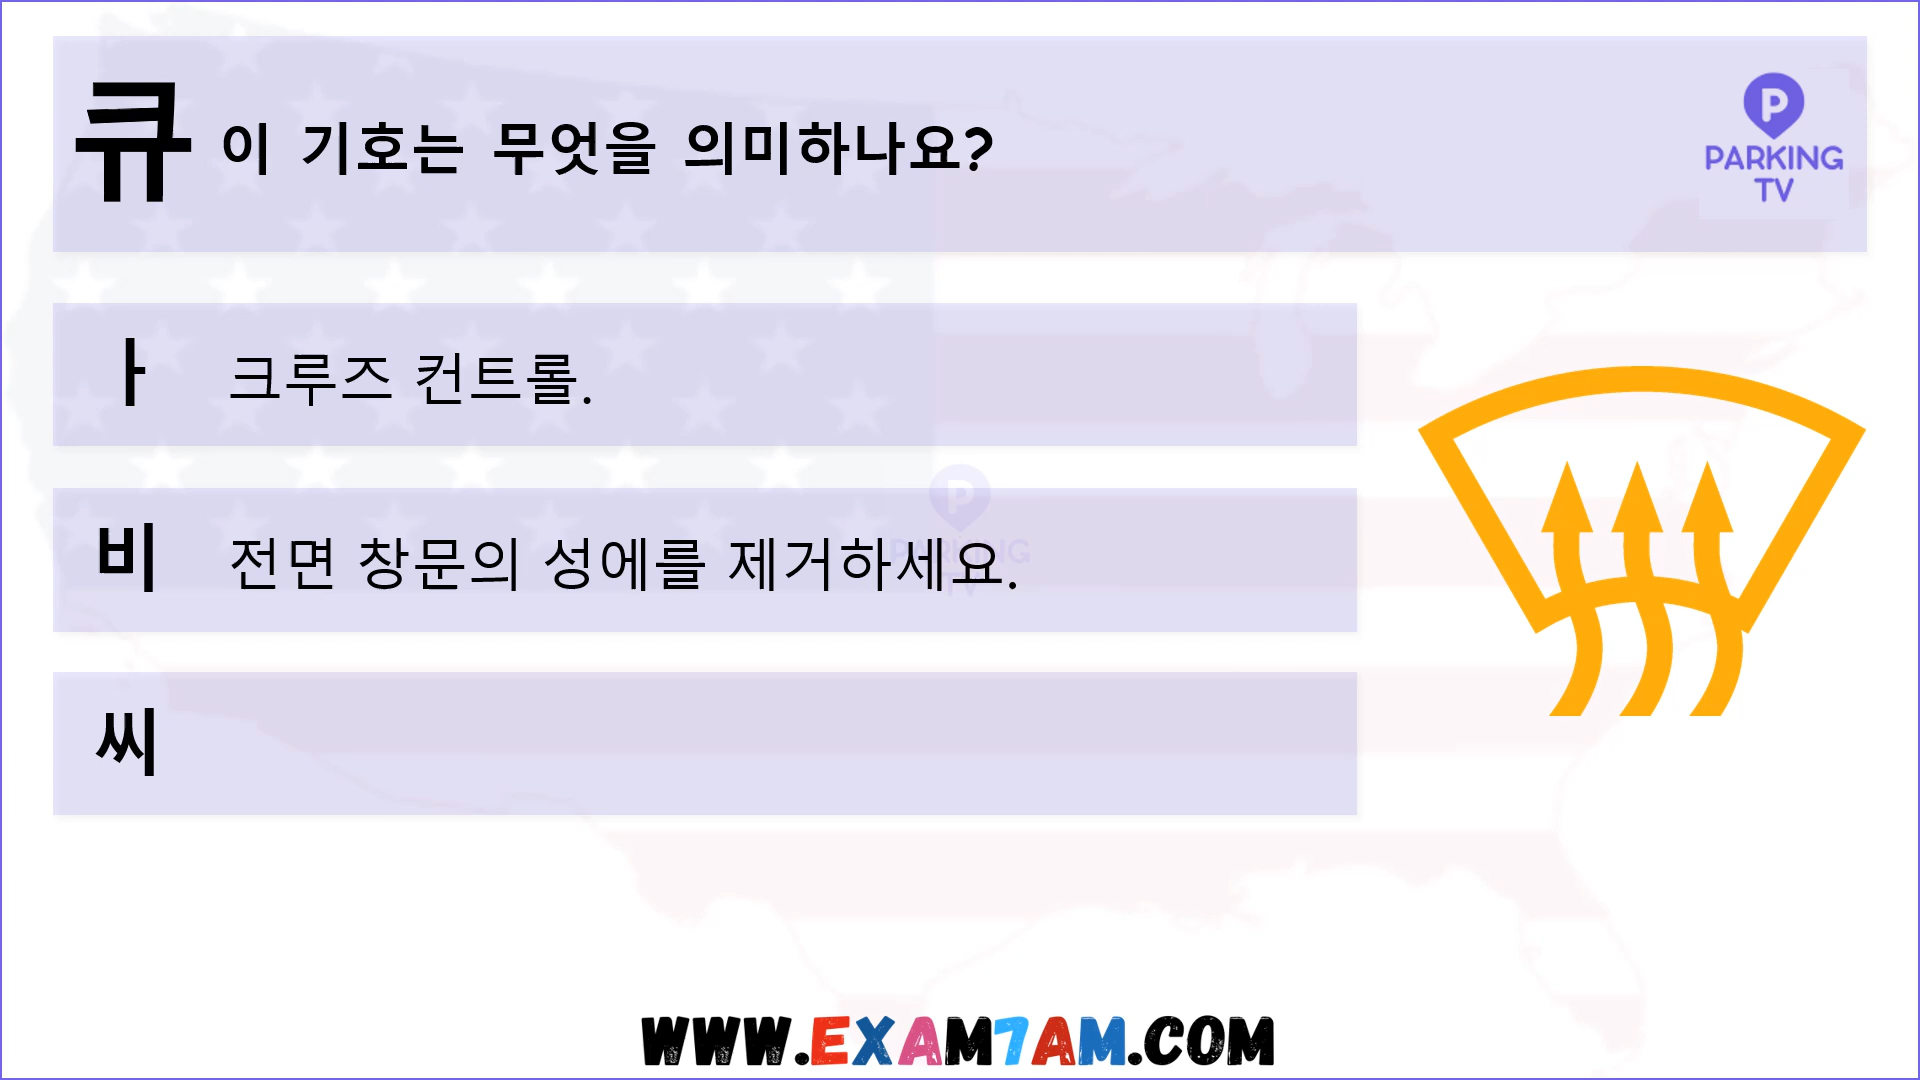 큐 이 기호는 무엇을 의미하나요?
P
PARKING
TV
ㅏ 크루즈 컨트롤.
비 전면 창문의 성에를 제거하세요.
P
PARKING
TV
씨
WWW.EXAM7AM.COM